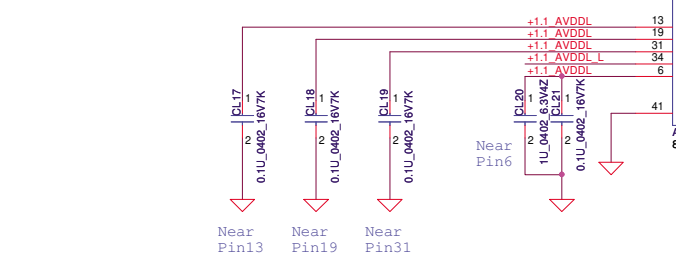 +1.1_AVDDL 13
+1.1_AVDDL 19
+1.1_AVDDL 31
+1.1_AVDDL_L 34
+1.1_AVDDL 6
41
CL17 1 2 0.1U_0402_16V7K
CL18 1 2 0.1U_0402_16V7K
CL19 1 2 0.1U_0402_16V7K
CL20 1 2 1U_0402_6.3V4Z
CL21 1 2 0.1U_0402_16V7K
Near
Pin6
Near
Pin13
Near
Pin19
Near
Pin31